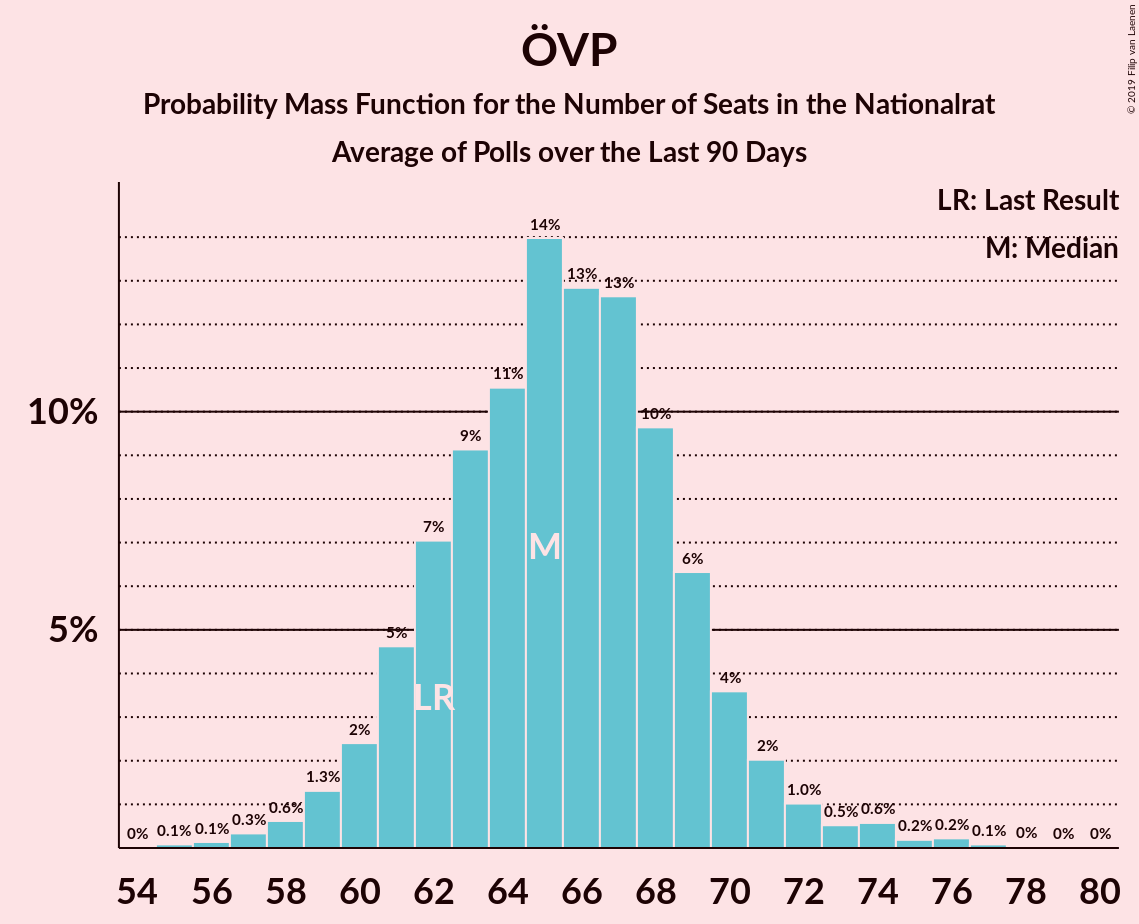 ÖVP
Probability Mass Function for the Number of Seats in the Nationalrat
Average of Polls over the Last 90 Days
© 2019 Filip van Laenen
LR: Last Result
M: Median
10%
5%
0% 0.1% 0.1% 0.3% 0.6% 1.3% 2% 5% 7% 9% 11% 14% 13% 13% 10% 6% 4% 2% 1.0% 0.5% 0.6% 0.2% 0.2% 0.1% 0% 0% 0%
LR M
54 56 58 60 62 64 66 68 70 72 74 76 78 80